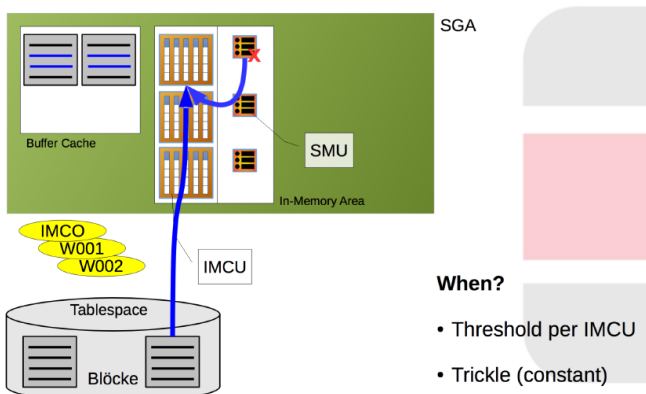 SGA
Buffer Cache
SMU
In-Memory Area
IMCO
W001
W002
IMCU
Tablespace
Blöcke
When?
• Threshold per IMCU
• Trickle (constant)